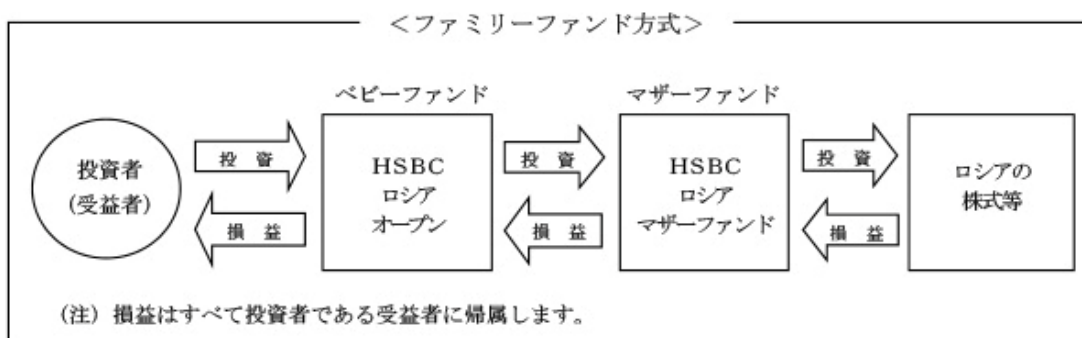 ＜ファミリーファンド方式＞
ベビーファンド
マザーファンド
投資者
（受益者）
投 資
損 益
HSBC
ロシア
オープン
投 資
損 益
HSBC
ロシア
マザーファンド
投 資
損 益
ロシアの
株式等
（注）損益はすべて投資者である受益者に帰属します。